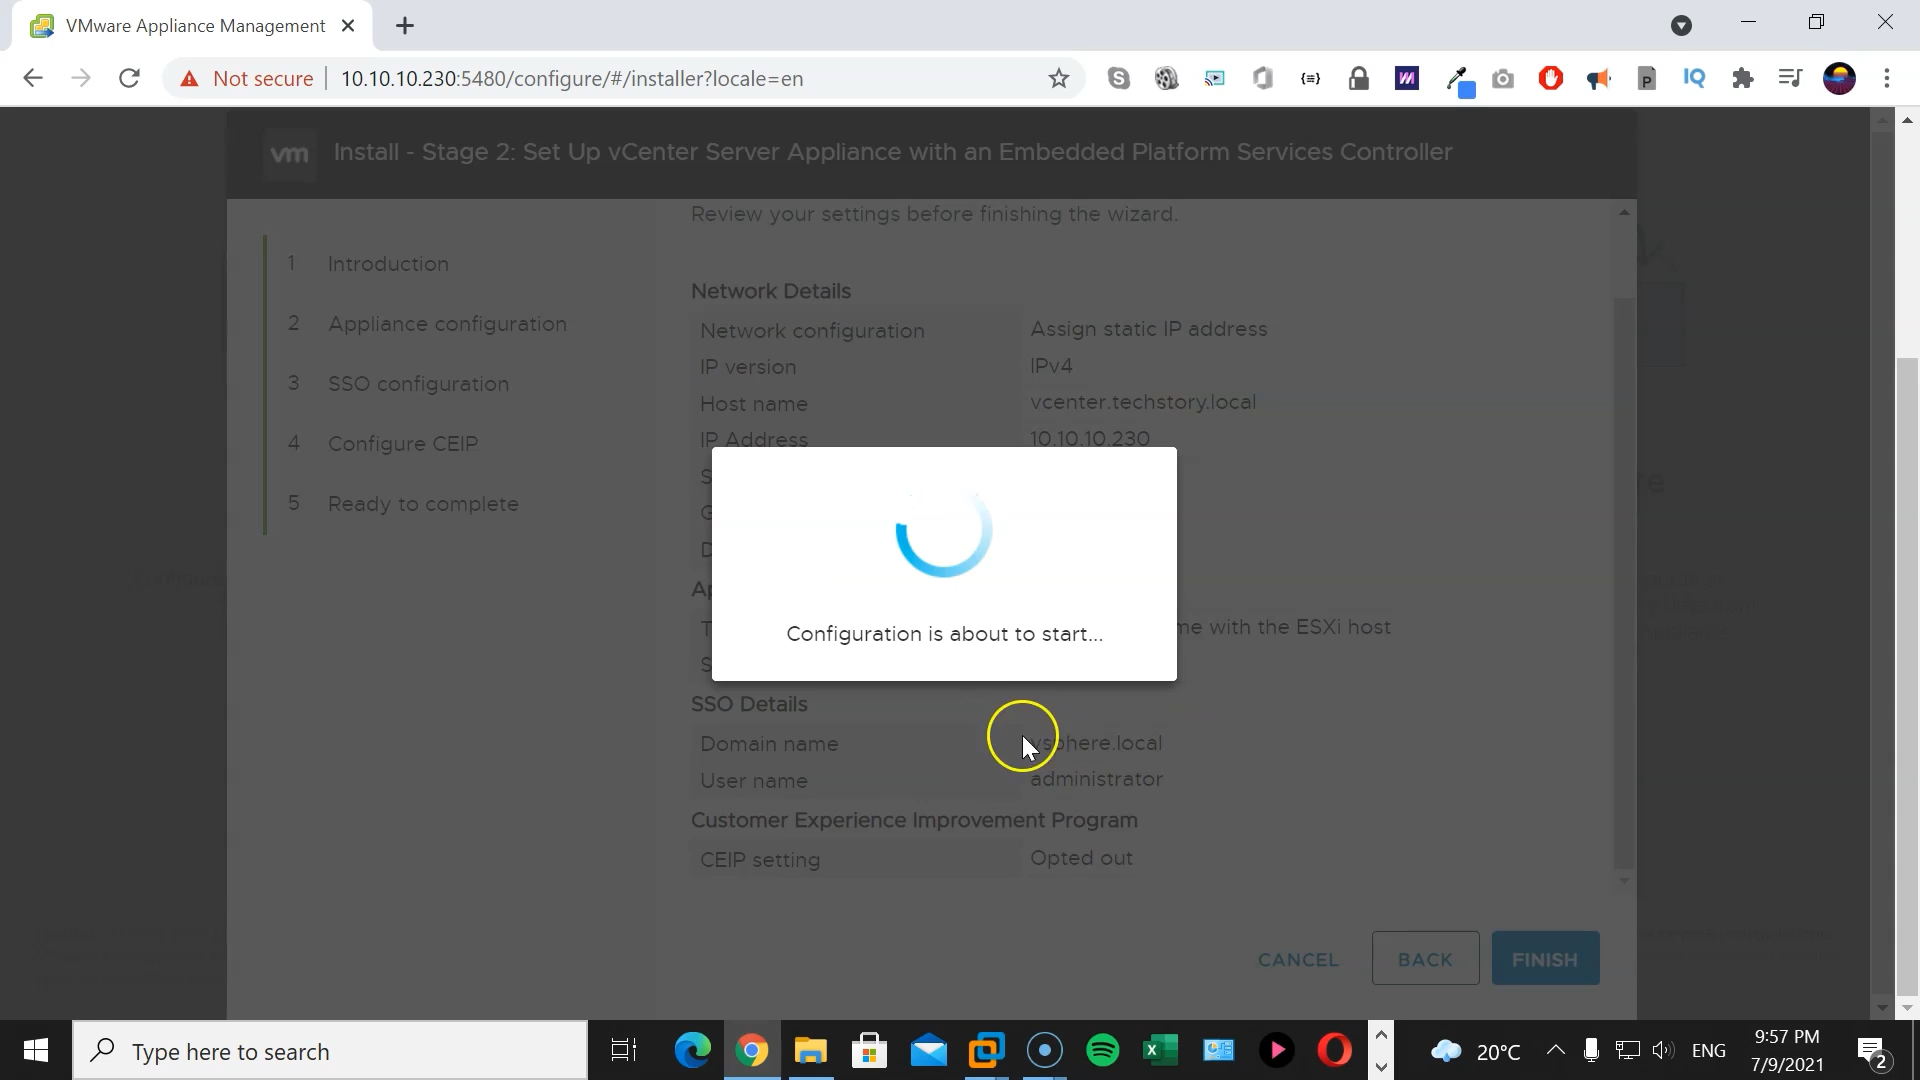 VMware Appliance Management
Not secure
10.10.10.230:5480/configure/#/installer?locale=en
vm
Install - Stage 2: Set Up vCenter Server Appliance with an Embedded Platform Services Controller
Review your settings before finishing the wizard.
1 Introduction
2 Appliance configuration
3 SSO configuration
4 Configure CEIP
5 Ready to complete
Network Details
Network configuration Assign static IP address
IP version IPv4
Host name vcenter.techstory.local
IP Address 10.10.10.230
Configuration is about to start...
with the ESXi host
SSO Details
Domain name vsphere.local
User name administrator
Customer Experience Improvement Program
CEIP setting Opted out
CANCEL BACK FINISH
Type here to search
20°C
ENG
9:57 PM
7/9/2021
2